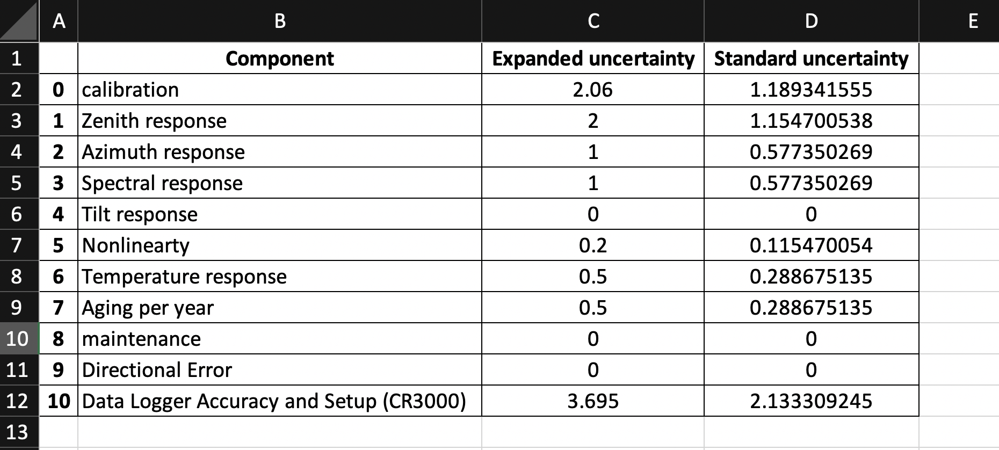 A B C D E
1 Component Expanded uncertainty Standard uncertainty
2 0 calibration 2.06 1.189341555
3 1 Zenith response 2 1.154700538
4 2 Azimuth response 1 0.577350269
5 3 Spectral response 1 0.577350269
6 4 Tilt response 0 0
7 5 Nonlinearty 0.2 0.115470054
8 6 Temperature response 0.5 0.288675135
9 7 Aging per year 0.5 0.288675135
10 8 maintenance 0 0
11 9 Directional Error 0 0
12 10 Data Logger Accuracy and Setup (CR3000) 3.695 2.133309245
13